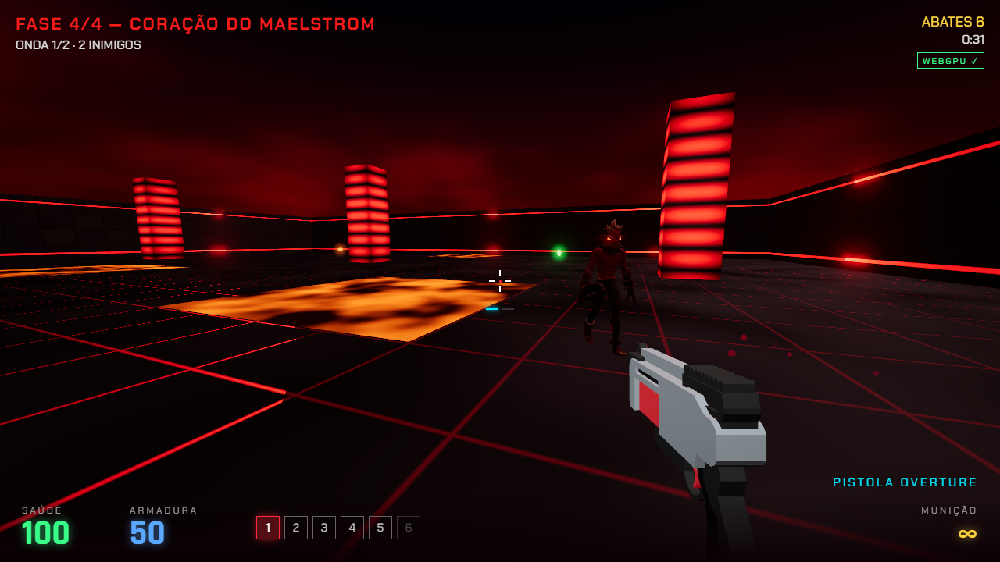 FASE 4/4 — CORAÇÃO DO MAELSTROM
ONDA 1/2 · 2 INIMIGOS
ABATES 6
0:31
WEBGPU ✓
PISTOLA OVERTURE
SAÚDE
100
ARMADURA
50
1 2 3 4 5 6
MUNIÇÃO
∞